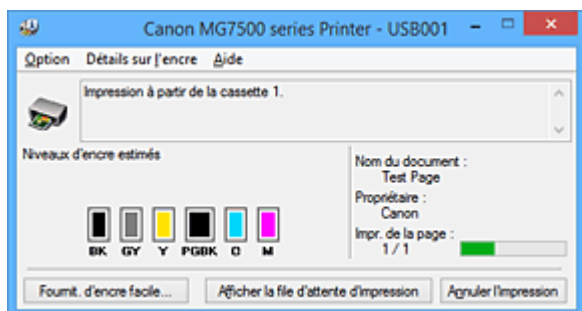 Canon MG7500 series Printer - USB001
Option Détails sur l'encre Aide
Impression à partir de la cassette 1.
Niveaux d'encre estimés
Nom du document :
Test Page
Propriétaire :
Canon
Impr. de la page :
1 / 1
BK GY Y PGBK C M
Fournit. d'encre facile... Afficher la file d'attente d'impression Annuler l'impression